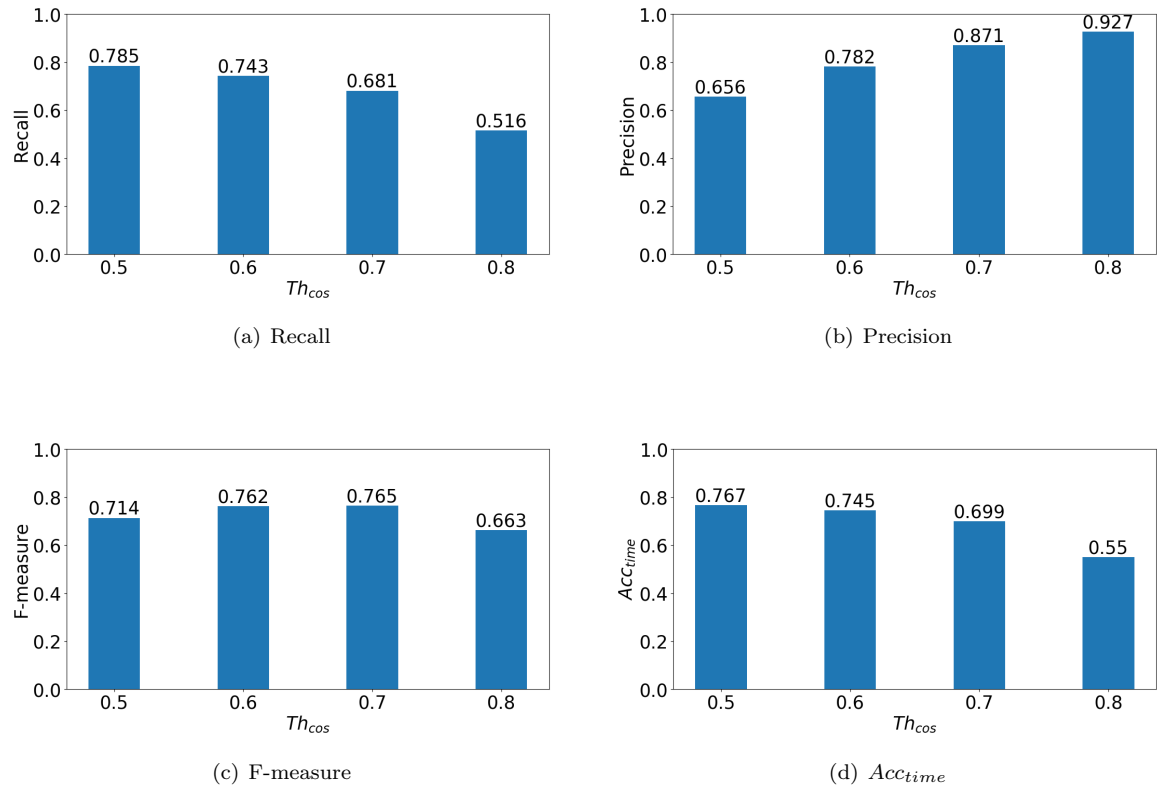 1.0
0.8
0.6
0.4
0.2
0.0
Recall
0.785
0.743
0.681
0.516
0.5 0.6 0.7 0.8
Th_cos
(a) Recall
1.0
0.8
0.6
0.4
0.2
0.0
Precision
0.656
0.782
0.871
0.927
0.5 0.6 0.7 0.8
Th_cos
(b) Precision
1.0
0.8
0.6
0.4
0.2
0.0
F-measure
0.714
0.762
0.765
0.663
0.5 0.6 0.7 0.8
Th_cos
(c) F-measure
1.0
0.8
0.6
0.4
0.2
0.0
Acc_time
0.767
0.745
0.699
0.55
0.5 0.6 0.7 0.8
Th_cos
(d) Acc_time